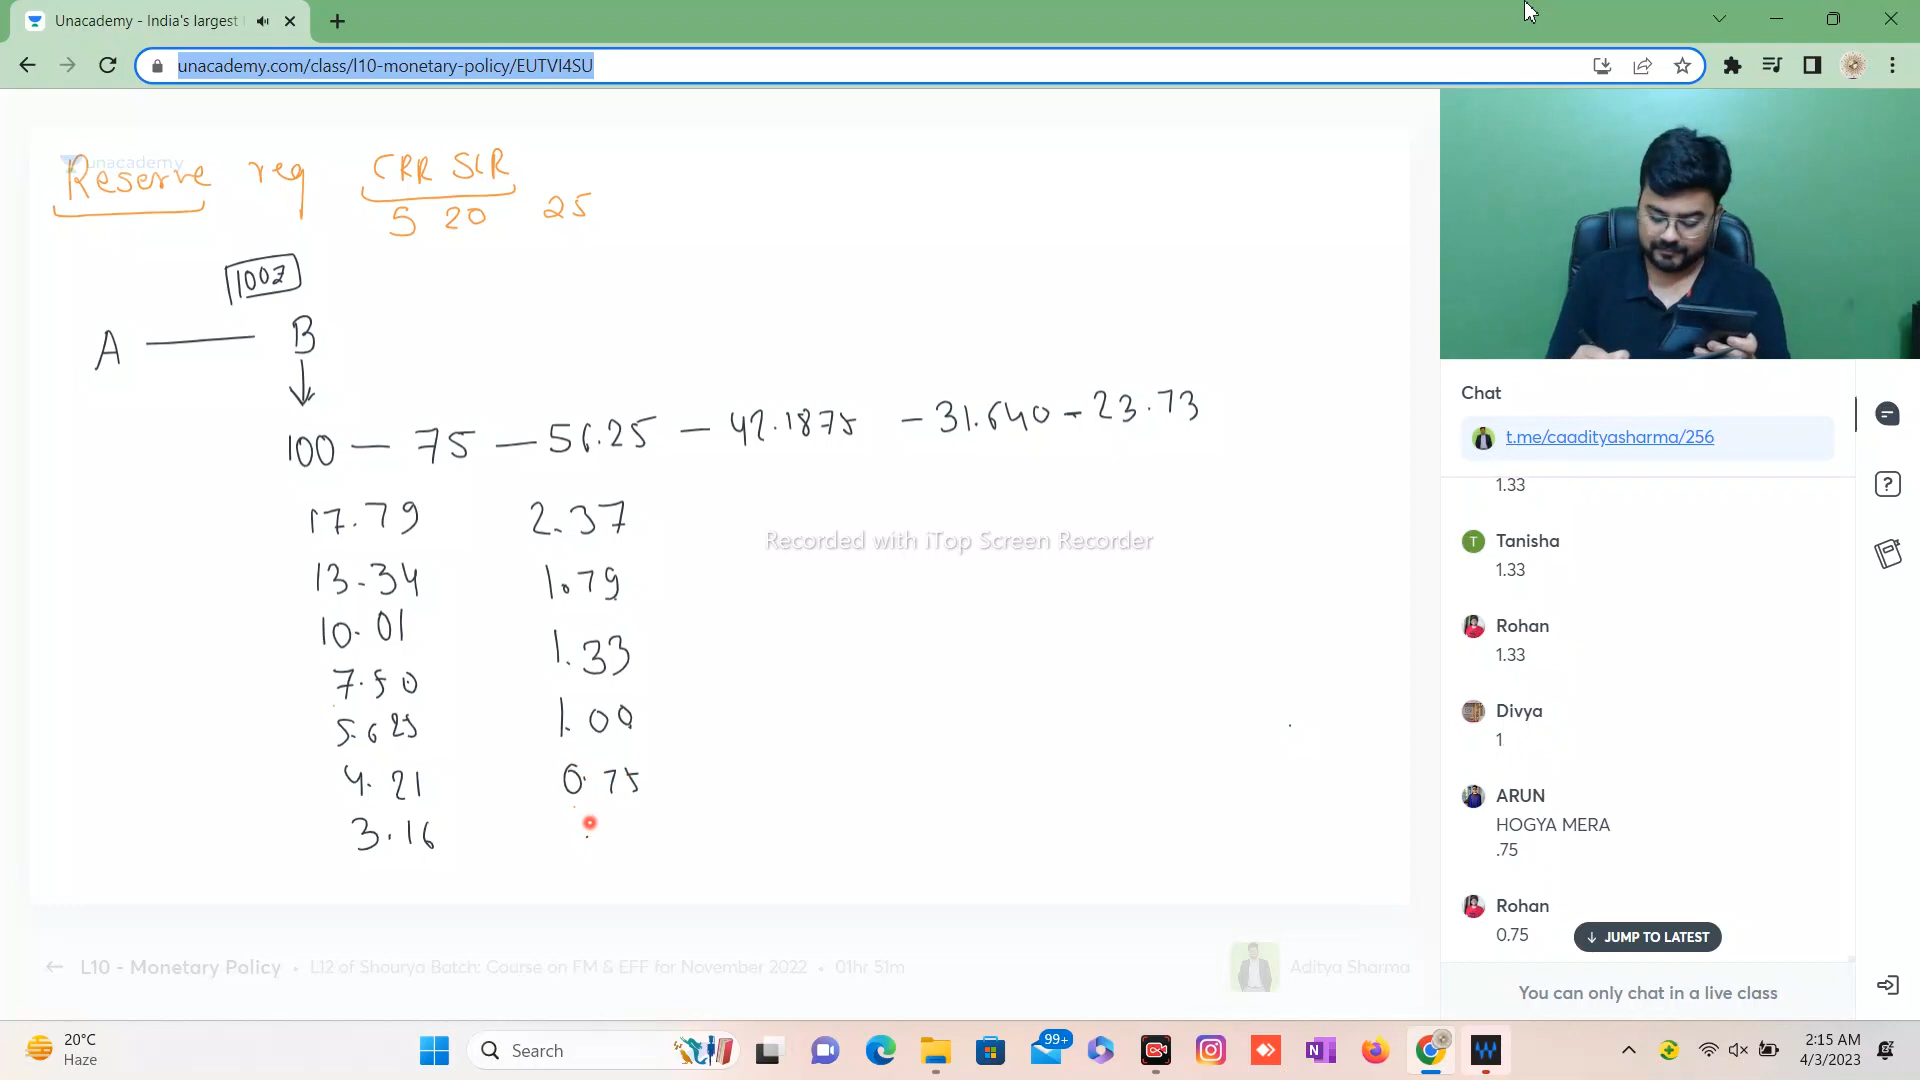 Unacademy - India's largest
unacademy.com/class/l10-monetary-policy/EUTVI4SU
unacademy
Reserve req CRR SLR
5 20 25
100₹
A — B
100 — 75 — 56.25 — 42.1875 — 31.640 - 23.73
17.79 2.37
13.34 1.79
10.01 1.33
7.50 1.00
5.625 0.75
4.21
3.16
Recorded with iTop Screen Recorder
L10 - Monetary Policy • L12 of Shourya Batch: Course on FM & EFF for November 2022 • 01hr 51m
Aditya Sharma
Chat
t.me/caadityasharma/256
1.33
Tanisha
1.33
Rohan
1.33
Divya
1
ARUN
HOGYA MERA
.75
Rohan
0.75
JUMP TO LATEST
You can only chat in a live class
T
20°C
Haze
Search
99+
N
2:15 AM
4/3/2023